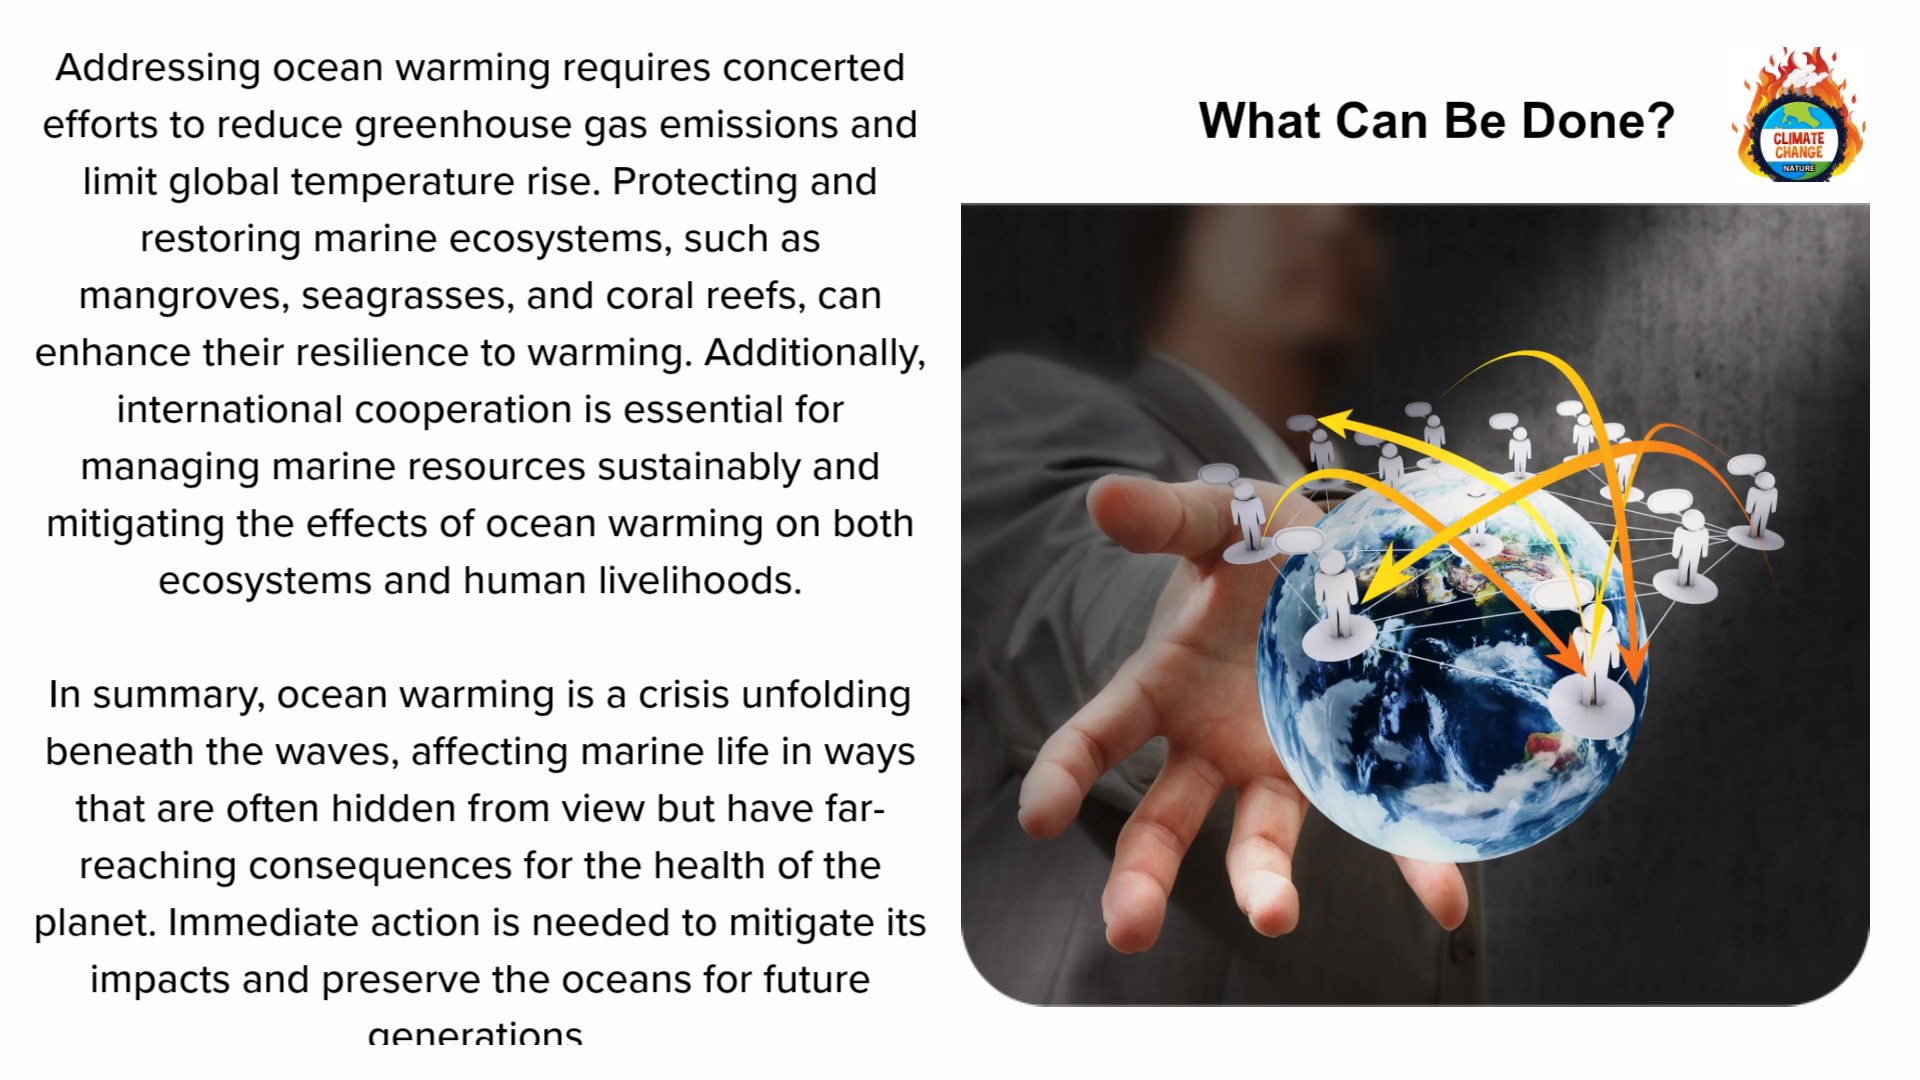 Addressing ocean warming requires concerted
efforts to reduce greenhouse gas emissions and
limit global temperature rise. Protecting and
restoring marine ecosystems, such as
mangroves, seagrasses, and coral reefs, can
enhance their resilience to warming. Additionally,
international cooperation is essential for
managing marine resources sustainably and
mitigating the effects of ocean warming on both
ecosystems and human livelihoods.
In summary, ocean warming is a crisis unfolding
beneath the waves, affecting marine life in ways
that are often hidden from view but have far-
reaching consequences for the health of the
planet. Immediate action is needed to mitigate its
impacts and preserve the oceans for future
generations
What Can Be Done?
CLIMATE
CHANGE
NATURE